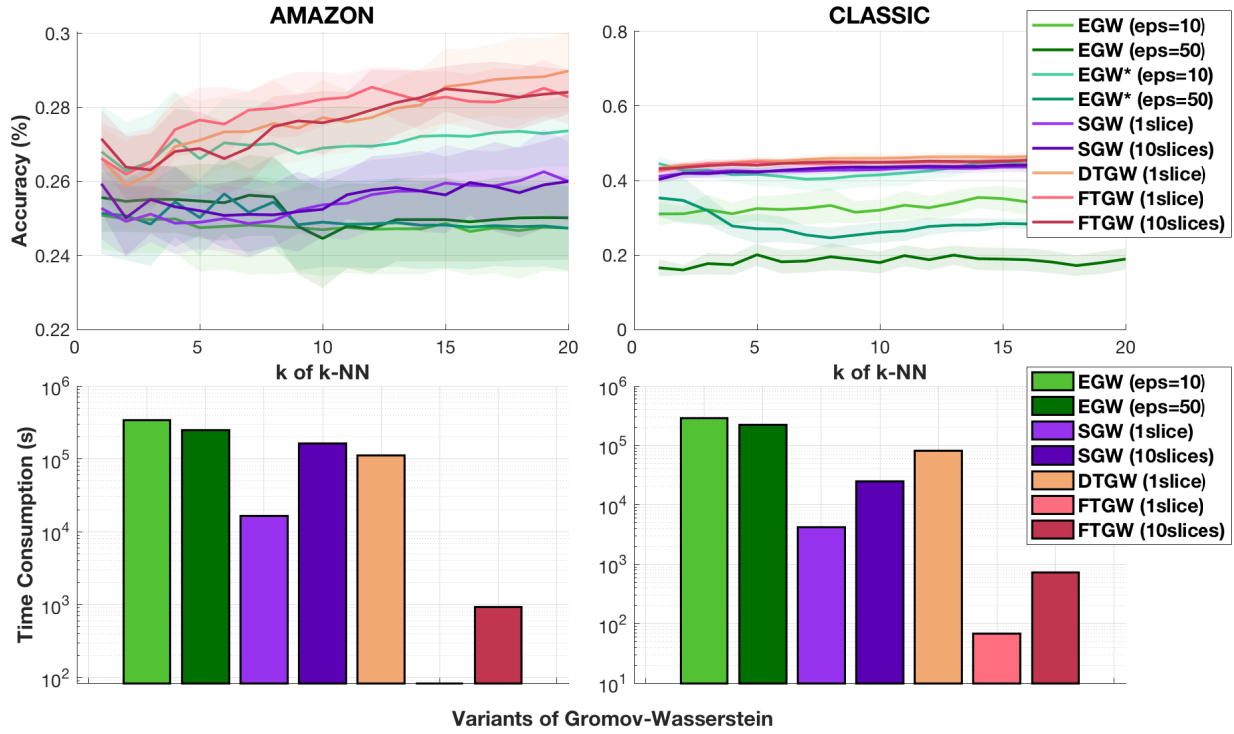 AMAZON
CLASSIC
Accuracy (%)
0.3
0.28
0.26
0.24
0.22
0
5
10
15
20
k of k-NN
0.8
0.6
0.4
0.2
0
0
5
10
15
20
k of k-NN
EGW (eps=10)
EGW (eps=50)
EGW* (eps=10)
EGW* (eps=50)
SGW (1slice)
SGW (10slices)
DTGW (1slice)
FTGW (1slice)
FTGW (10slices)
Time Consumption (s)
10^6
10^5
10^4
10^3
10^2
10^6
10^5
10^4
10^3
10^2
10^1
EGW (eps=10)
EGW (eps=50)
SGW (1slice)
SGW (10slices)
DTGW (1slice)
FTGW (1slice)
FTGW (10slices)
Variants of Gromov-Wasserstein